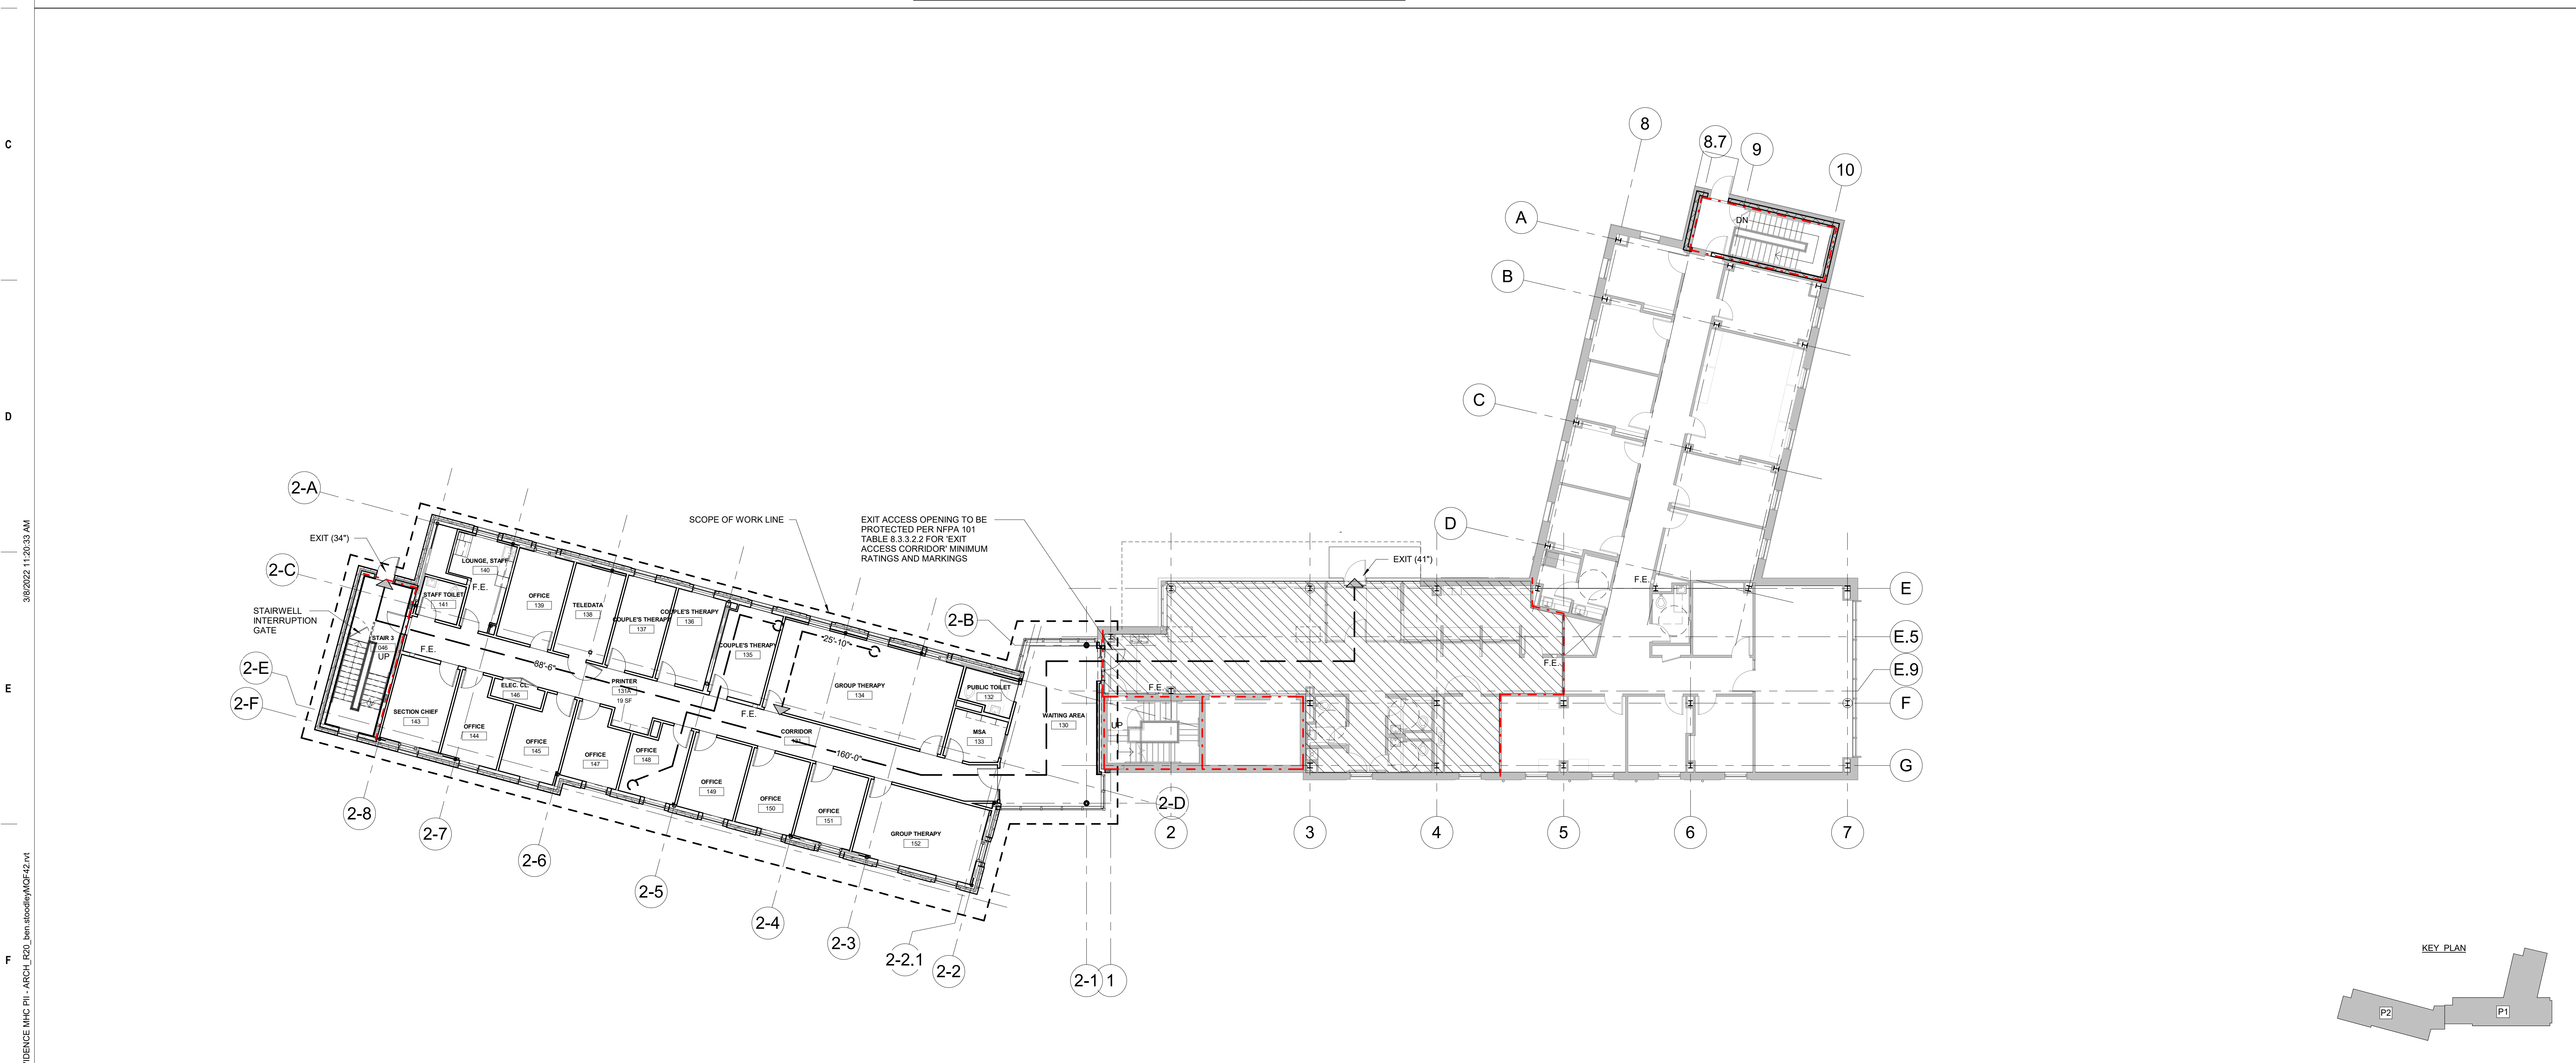 C
D
E
F
3/8/2022 11:20:33 AM
IDENCE MHC PII - ARCH_R20_ben.stoodleyMQF42.rvt
8
8.7
9
10
A
B
C
D
DN
E
E.5
E.9
F
G
2-A
2-C
2-E
2-F
2-B
2-D
EXIT (34")
STAIRWELL
INTERRUPTION
GATE
SCOPE OF WORK LINE
EXIT ACCESS OPENING TO BE
PROTECTED PER NFPA 101
TABLE 8.3.3.2.2 FOR 'EXIT
ACCESS CORRIDOR' MINIMUM
RATINGS AND MARKINGS
EXIT (41")
LOUNGE, STAFF
140
F.E.
STAFF TOILET
141
OFFICE
139
TELEDATA
138
COUPLE'S THERAPY
137
COUPLE'S THERAPY
136
COUPLE'S THERAPY
135
25'-10"
GROUP THERAPY
134
PUBLIC TOILET
132
MSA
133
WAITING AREA
130
STAIR 3
046
UP
F.E.
88'-6"
PRINTER
131A
19 SF
F.E.
CORRIDOR
131
160'-0"
SECTION CHIEF
143
OFFICE
144
ELEC. CL.
146
OFFICE
145
OFFICE
147
OFFICE
148
OFFICE
149
OFFICE
150
OFFICE
151
GROUP THERAPY
152
F.E.
UP
F.E.
F.E.
2-8
2-7
2-6
2-5
2-4
2-3
2-2.1
2-2
2-1
1
2
3
4
5
6
7
KEY PLAN
P2
P1